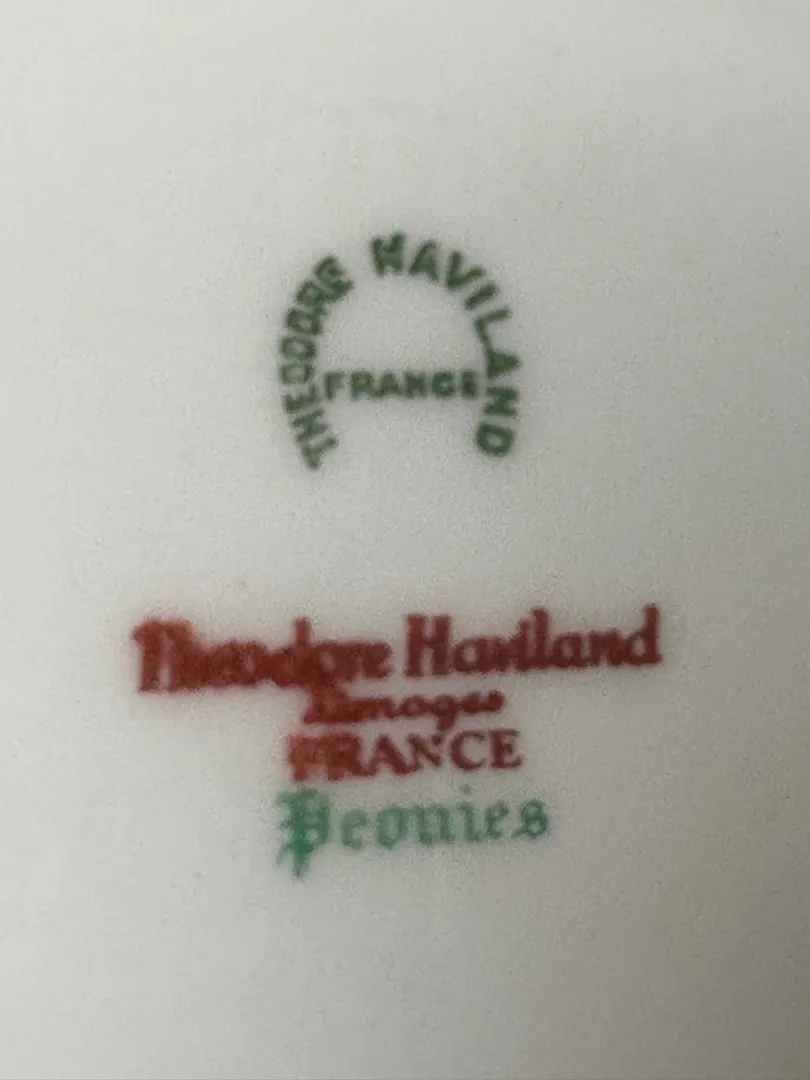 THEODORE HAVILAND
FRANCE
Theodore Haviland
Limoges
FRANCE
Peonies